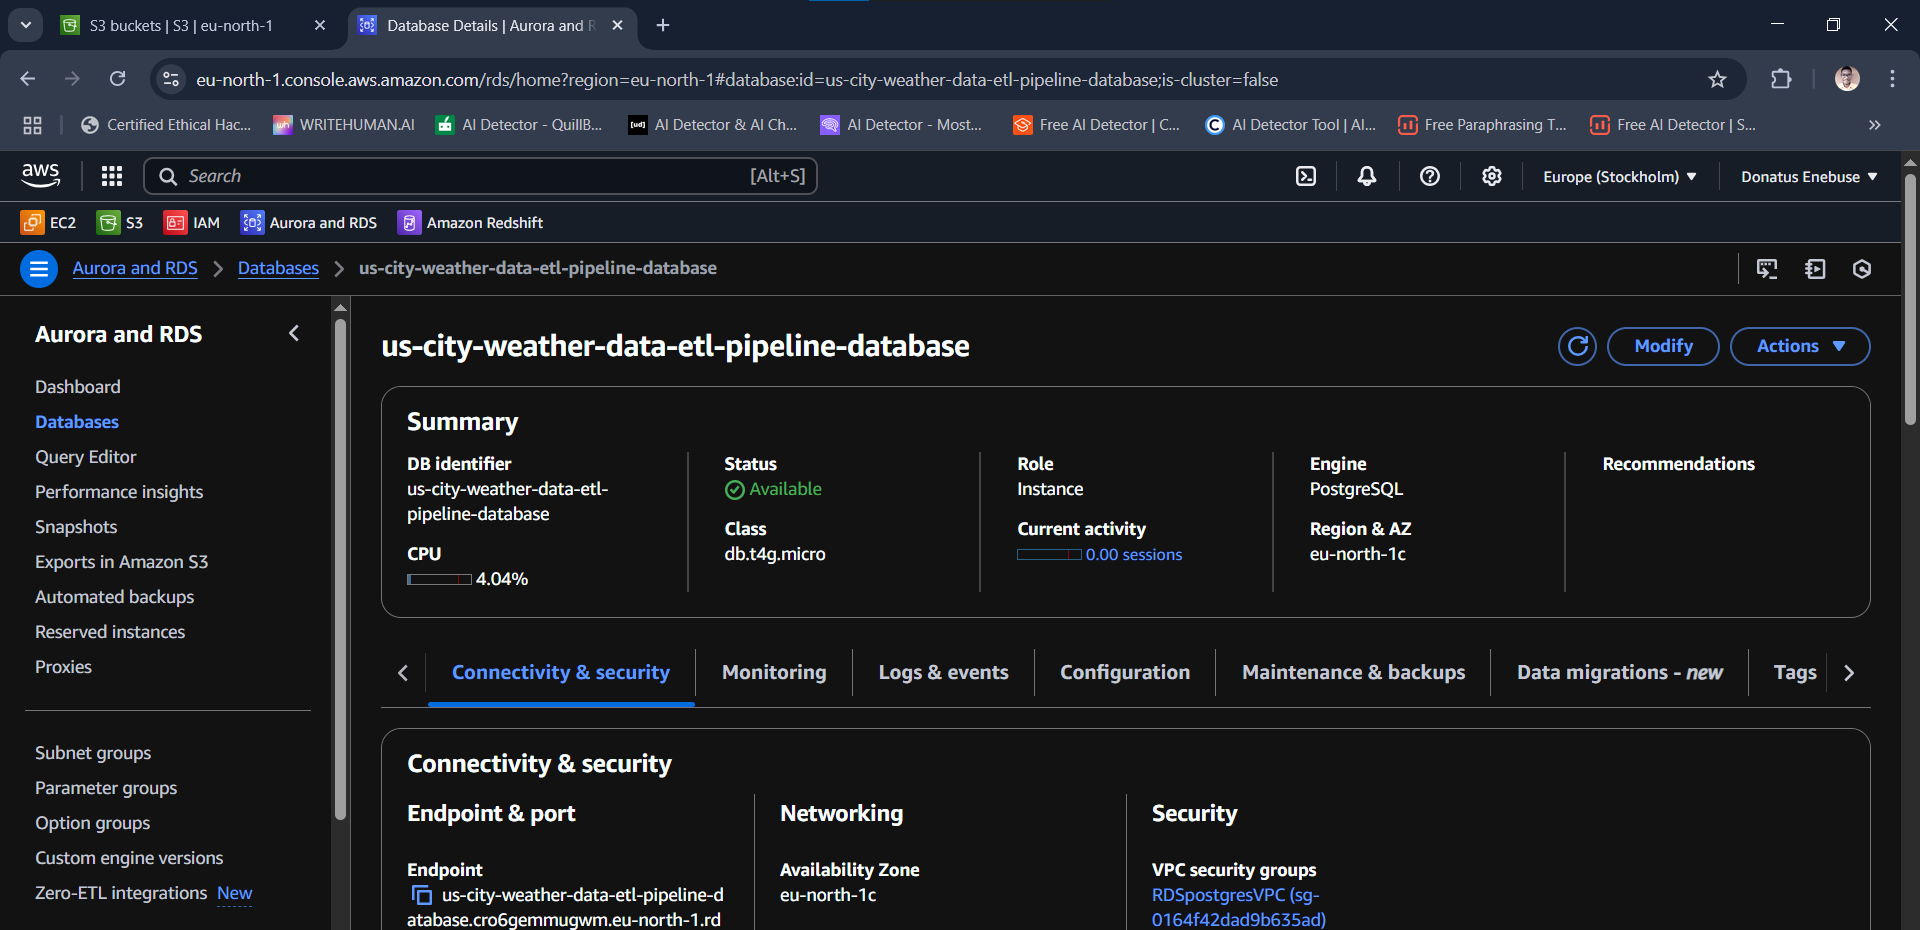 S3 buckets | S3 | eu-north-1
Database Details | Aurora and R
eu-north-1.console.aws.amazon.com/rds/home?region=eu-north-1#database:id=us-city-weather-data-etl-pipeline-database;is-cluster=false
Certified Ethical Hac...
WRITEHUMAN.AI
AI Detector - QuillB...
AI Detector & AI Ch...
AI Detector - Most...
Free AI Detector | C...
AI Detector Tool | AI...
Free Paraphrasing T...
Free AI Detector | S...
aws
Search
[Alt+S]
Europe (Stockholm)
Donatus Enebuse
EC2
S3
IAM
Aurora and RDS
Amazon Redshift
Aurora and RDS
Databases
us-city-weather-data-etl-pipeline-database
Aurora and RDS
Dashboard
Databases
Query Editor
Performance insights
Snapshots
Exports in Amazon S3
Automated backups
Reserved instances
Proxies
Subnet groups
Parameter groups
Option groups
Custom engine versions
Zero-ETL integrations New
us-city-weather-data-etl-pipeline-database
Modify
Actions
Summary
DB identifier
us-city-weather-data-etl-
pipeline-database
CPU
4.04%
Status
Available
Class
db.t4g.micro
Role
Instance
Current activity
0.00 sessions
Engine
PostgreSQL
Region & AZ
eu-north-1c
Recommendations
Connectivity & security
Monitoring
Logs & events
Configuration
Maintenance & backups
Data migrations - new
Tags
Connectivity & security
Endpoint & port
Endpoint
us-city-weather-data-etl-pipeline-d
atabase.cro6gemmugwm.eu-north-1.rd
Networking
Availability Zone
eu-north-1c
Security
VPC security groups
RDSpostgresVPC (sg-
0164f42dad9b635ad)